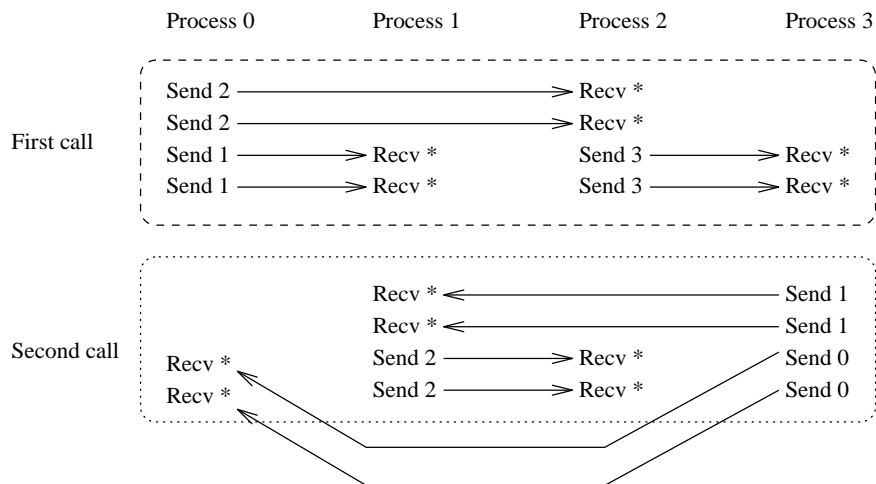 Process 0 Process 1 Process 2 Process 3
Send 2 Recv *
Send 2 Recv *
First call
Send 1 Recv * Send 3 Recv *
Send 1 Recv * Send 3 Recv *
Recv * Send 1
Recv * Send 1
Second call
Recv * Send 2 Recv * Send 0
Recv * Send 2 Recv * Send 0